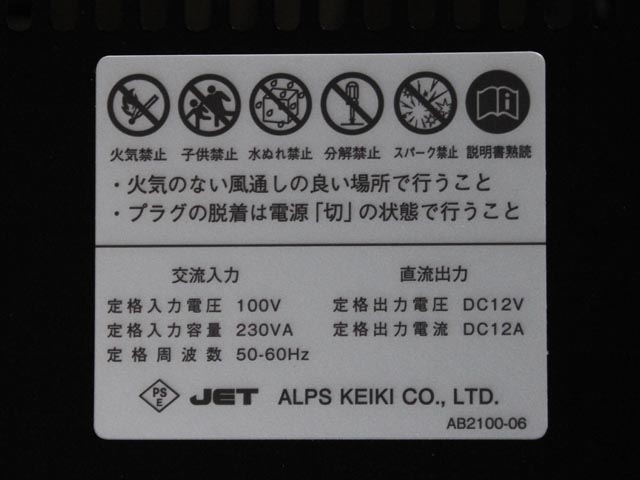 火気禁止 子供禁止 水ぬれ禁止 分解禁止 スパーク禁止 説明書熟読
・火気のない風通しの良い場所で行うこと
・プラグの脱着は電源「切」の状態で行うこと
交流入力
定格入力電圧 100V
定格入力容量 230VA
定格周波数 50-60Hz
直流出力
定格出力電圧 DC12V
定格出力電流 DC12A
PS
E
JET ALPS KEIKI CO., LTD.
AB2100-06